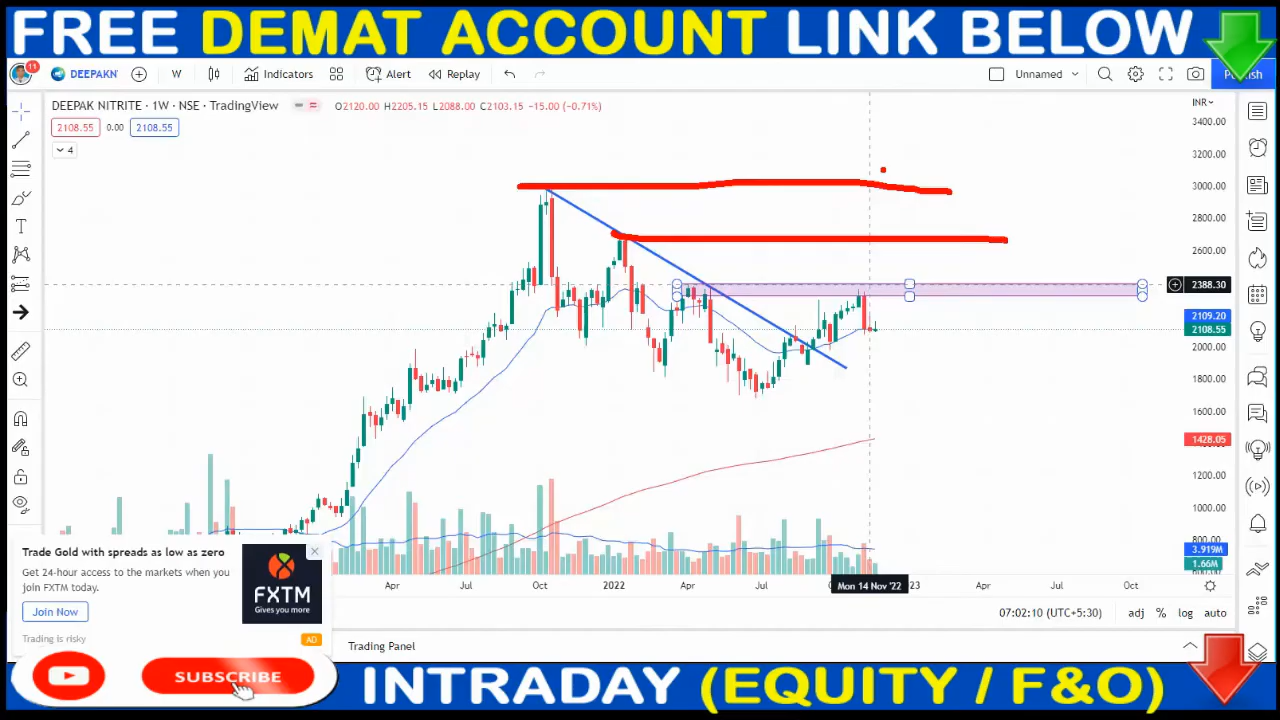 FREE DEMAT ACCOUNT LINK BELOW
11
DEEPAKN
W
Indicators
Alert
Replay
Unnamed
Publish
DEEPAK NITRITE · 1W · NSE · TradingView
O2120.00 H2205.15 L2088.00 C2103.15 −15.00 (−0.71%)
INR
2108.55 0.00 2108.55
4
3400.00
3200.00
3000.00
2800.00
2600.00
2388.30
2109.20
2108.55
2000.00
1800.00
1600.00
1428.05
1200.00
1000.00
800.00
3.919M
1.66M
Apr Jul Oct 2022 Apr Jul Mon 14 Nov '22 Apr Jul Oct
Trade Gold with spreads as low as zero
Get 24-hour access to the markets when you
join FXTM today.
Join Now
Trading is risky
FXTM
Gives you more
AD
07:02:10 (UTC+5:30)
adj % log auto
Trading Panel
SUBSCRIBE
INTRADAY (EQUITY / F&O)